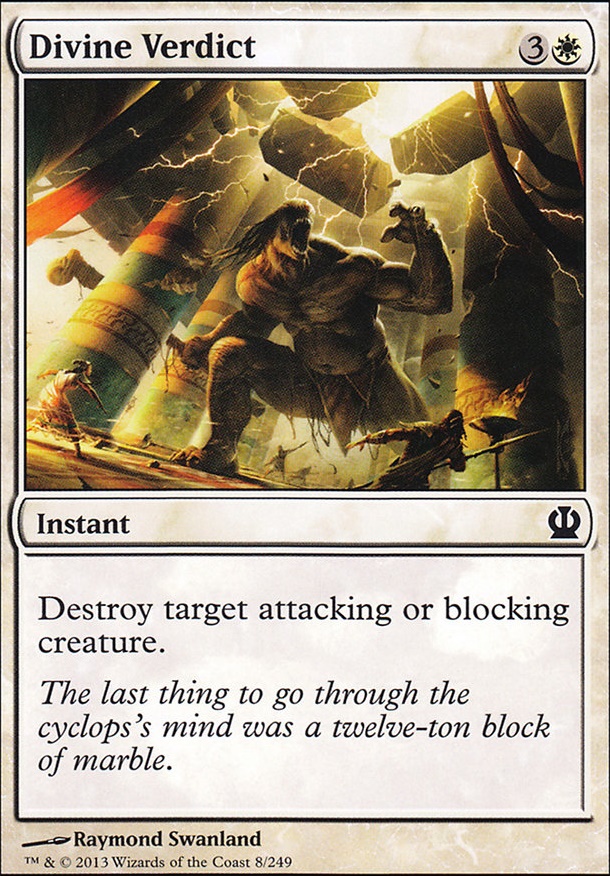 Divine Verdict 3
Instant
Destroy target attacking or blocking
creature.
The last thing to go through the
cyclops's mind was a twelve-ton block
of marble.
Raymond Swanland
™ & © 2013 Wizards of the Coast 8/249